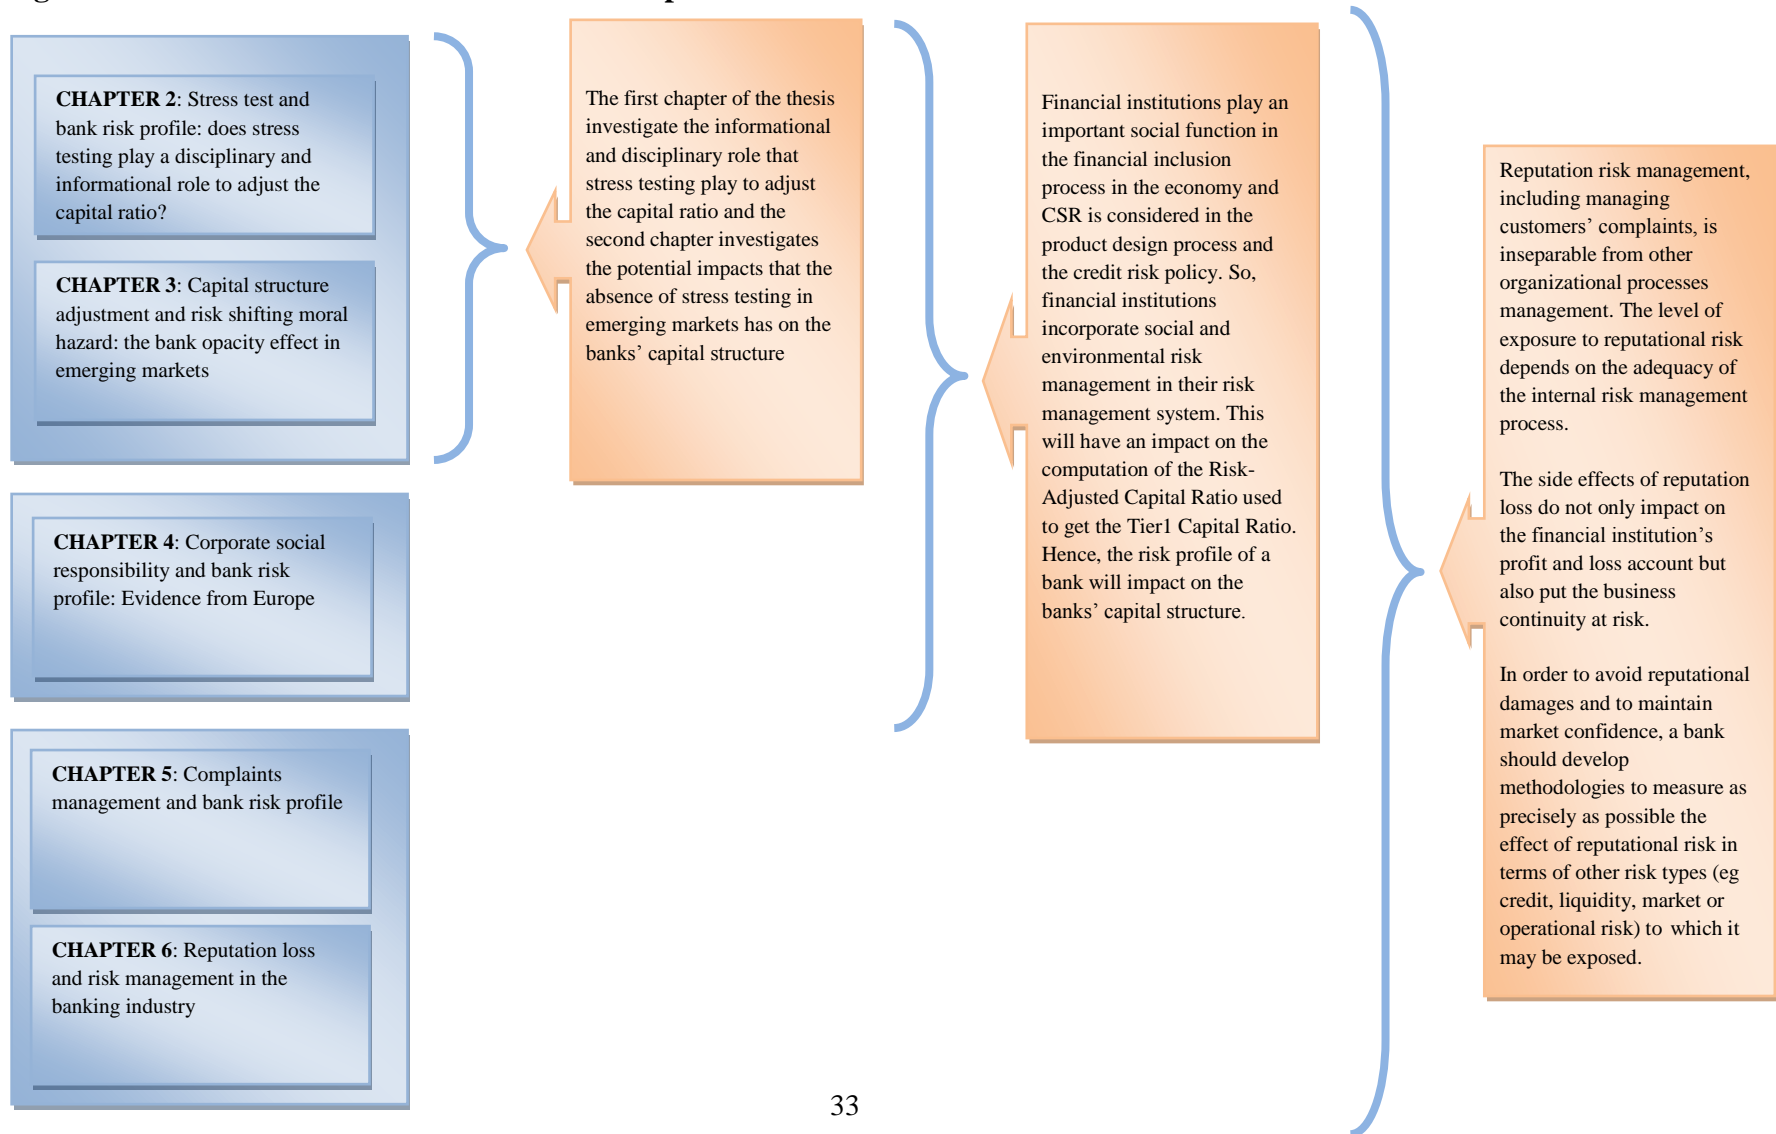 CHAPTER 2: Stress test and
bank risk profile: does stress
testing play a disciplinary and
informational role to adjust the
capital ratio?
CHAPTER 3: Capital structure
adjustment and risk shifting moral
hazard: the bank opacity effect in
emerging markets
CHAPTER 4: Corporate social
responsibility and bank risk
profile: Evidence from Europe
CHAPTER 5: Complaints
management and bank risk profile
CHAPTER 6: Reputation loss
and risk management in the
banking industry
The first chapter of the thesis
investigate the informational
and disciplinary role that
stress testing play to adjust
the capital ratio and the
second chapter investigates
the potential impacts that the
absence of stress testing in
emerging markets has on the
banks’ capital structure
Financial institutions play an
important social function in
the financial inclusion
process in the economy and
CSR is considered in the
product design process and
the credit risk policy. So,
financial institutions
incorporate social and
environmental risk
management in their risk
management system. This
will have an impact on the
computation of the Risk-
Adjusted Capital Ratio used
to get the Tier1 Capital Ratio.
Hence, the risk profile of a
bank will impact on the
banks’ capital structure.
Reputation risk management,
including managing
customers’ complaints, is
inseparable from other
organizational processes
management. The level of
exposure to reputational risk
depends on the adequacy of
the internal risk management
process.
The side effects of reputation
loss do not only impact on
the financial institution’s
profit and loss account but
also put the business
continuity at risk.
In order to avoid reputational
damages and to maintain
market confidence, a bank
should develop
methodologies to measure as
precisely as possible the
effect of reputational risk in
terms of other risk types (eg
credit, liquidity, market or
operational risk) to which it
may be exposed.
33